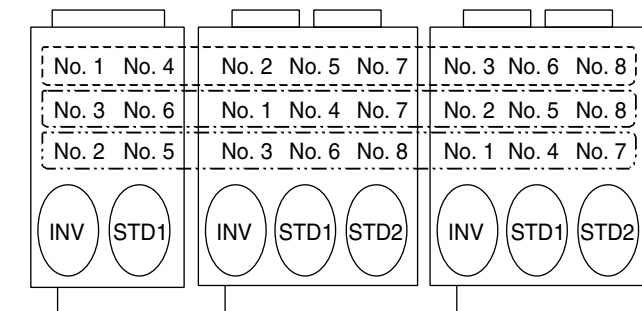 No. 1 No. 4 No. 2 No. 5 No. 7 No. 3 No. 6 No. 8
No. 3 No. 6 No. 1 No. 4 No. 7 No. 2 No. 5 No. 8
No. 2 No. 5 No. 3 No. 6 No. 8 No. 1 No. 4 No. 7
INV STD1 INV STD1 STD2 INV STD1 STD2